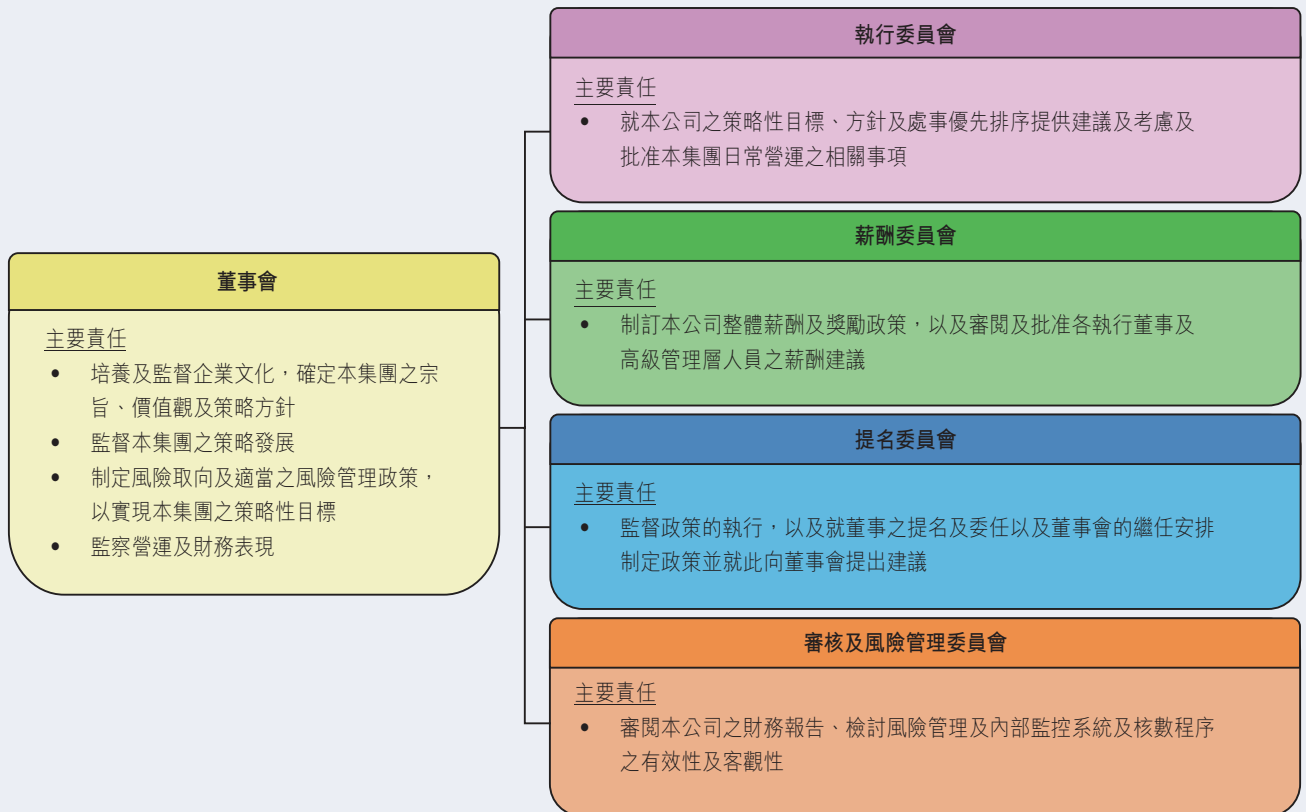 董事會
主要責任
• 培養及監督企業文化，確定本集團之宗
旨、價值觀及策略方針
• 監督本集團之策略發展
• 制定風險取向及適當之風險管理政策，
以實現本集團之策略性目標
• 監察營運及財務表現
執行委員會
主要責任
• 就本公司之策略性目標、方針及處事優先排序提供建議及考慮及
批准本集團日常營運之相關事項
薪酬委員會
主要責任
• 制訂本公司整體薪酬及獎勵政策，以及審閱及批准各執行董事及
高級管理層人員之薪酬建議
提名委員會
主要責任
• 監督政策的執行，以及就董事之提名及委任以及董事會的繼任安排
制定政策並就此向董事會提出建議
審核及風險管理委員會
主要責任
• 審閱本公司之財務報告、檢討風險管理及內部監控系統及核數程序
之有效性及客觀性